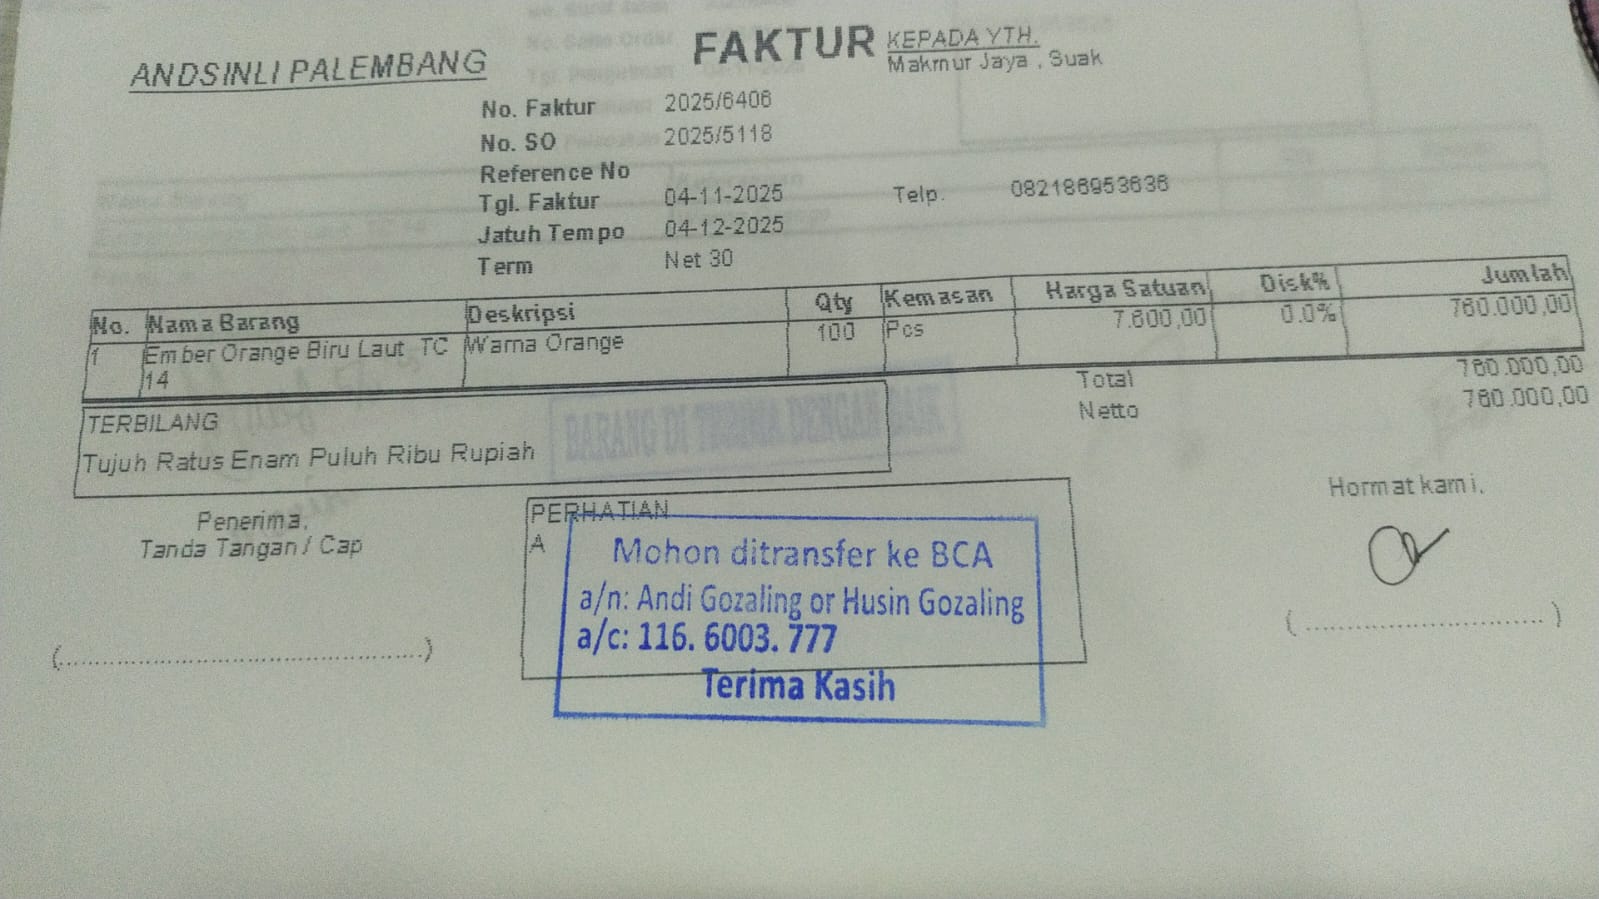 ANDSINLI PALEMBANG
FAKTUR
KEPADA YTH.
Makmur Jaya , Suak
No. Faktur 2025/6406
No. SO 2025/5118
Reference No
Tgl. Faktur 04-11-2025
Telp. 082186953636
Jatuh Tempo 04-12-2025
Term Net 30
No. Nama Barang Deskripsi Qty Kemasan Harga Satuan Disk% Jumlah
1 Ember Orange Biru Laut TC Warna Orange 100 Pcs 7.600,00 0.0% 760.000,00
14
Total 760.000,00
Netto 760.000,00
TERBILANG
Tujuh Ratus Enam Puluh Ribu Rupiah
BARANG DI TERIMA DENGAN BAIK
Penerima,
Tanda Tangan / Cap
(................................................)
PERHATIAN
A
Mohon ditransfer ke BCA
a/n: Andi Gozaling or Husin Gozaling
a/c: 116. 6003. 777
Terima Kasih
Hormat kami,
( ............................... )